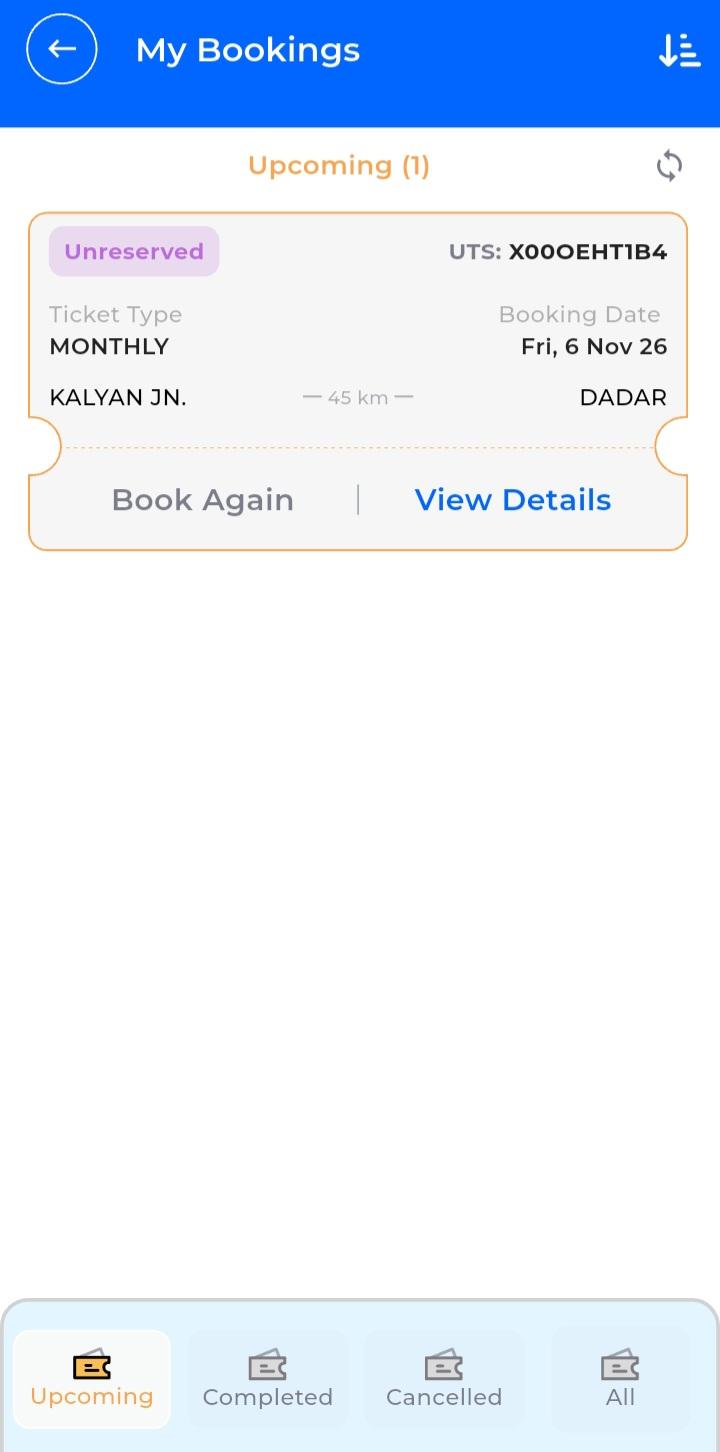 My Bookings
Upcoming (1)
Unreserved UTS: X00OEHT1B4
Ticket Type Booking Date
MONTHLY Fri, 6 Nov 26
KALYAN JN. — 45 km — DADAR
Book Again | View Details
Upcoming Completed Cancelled All